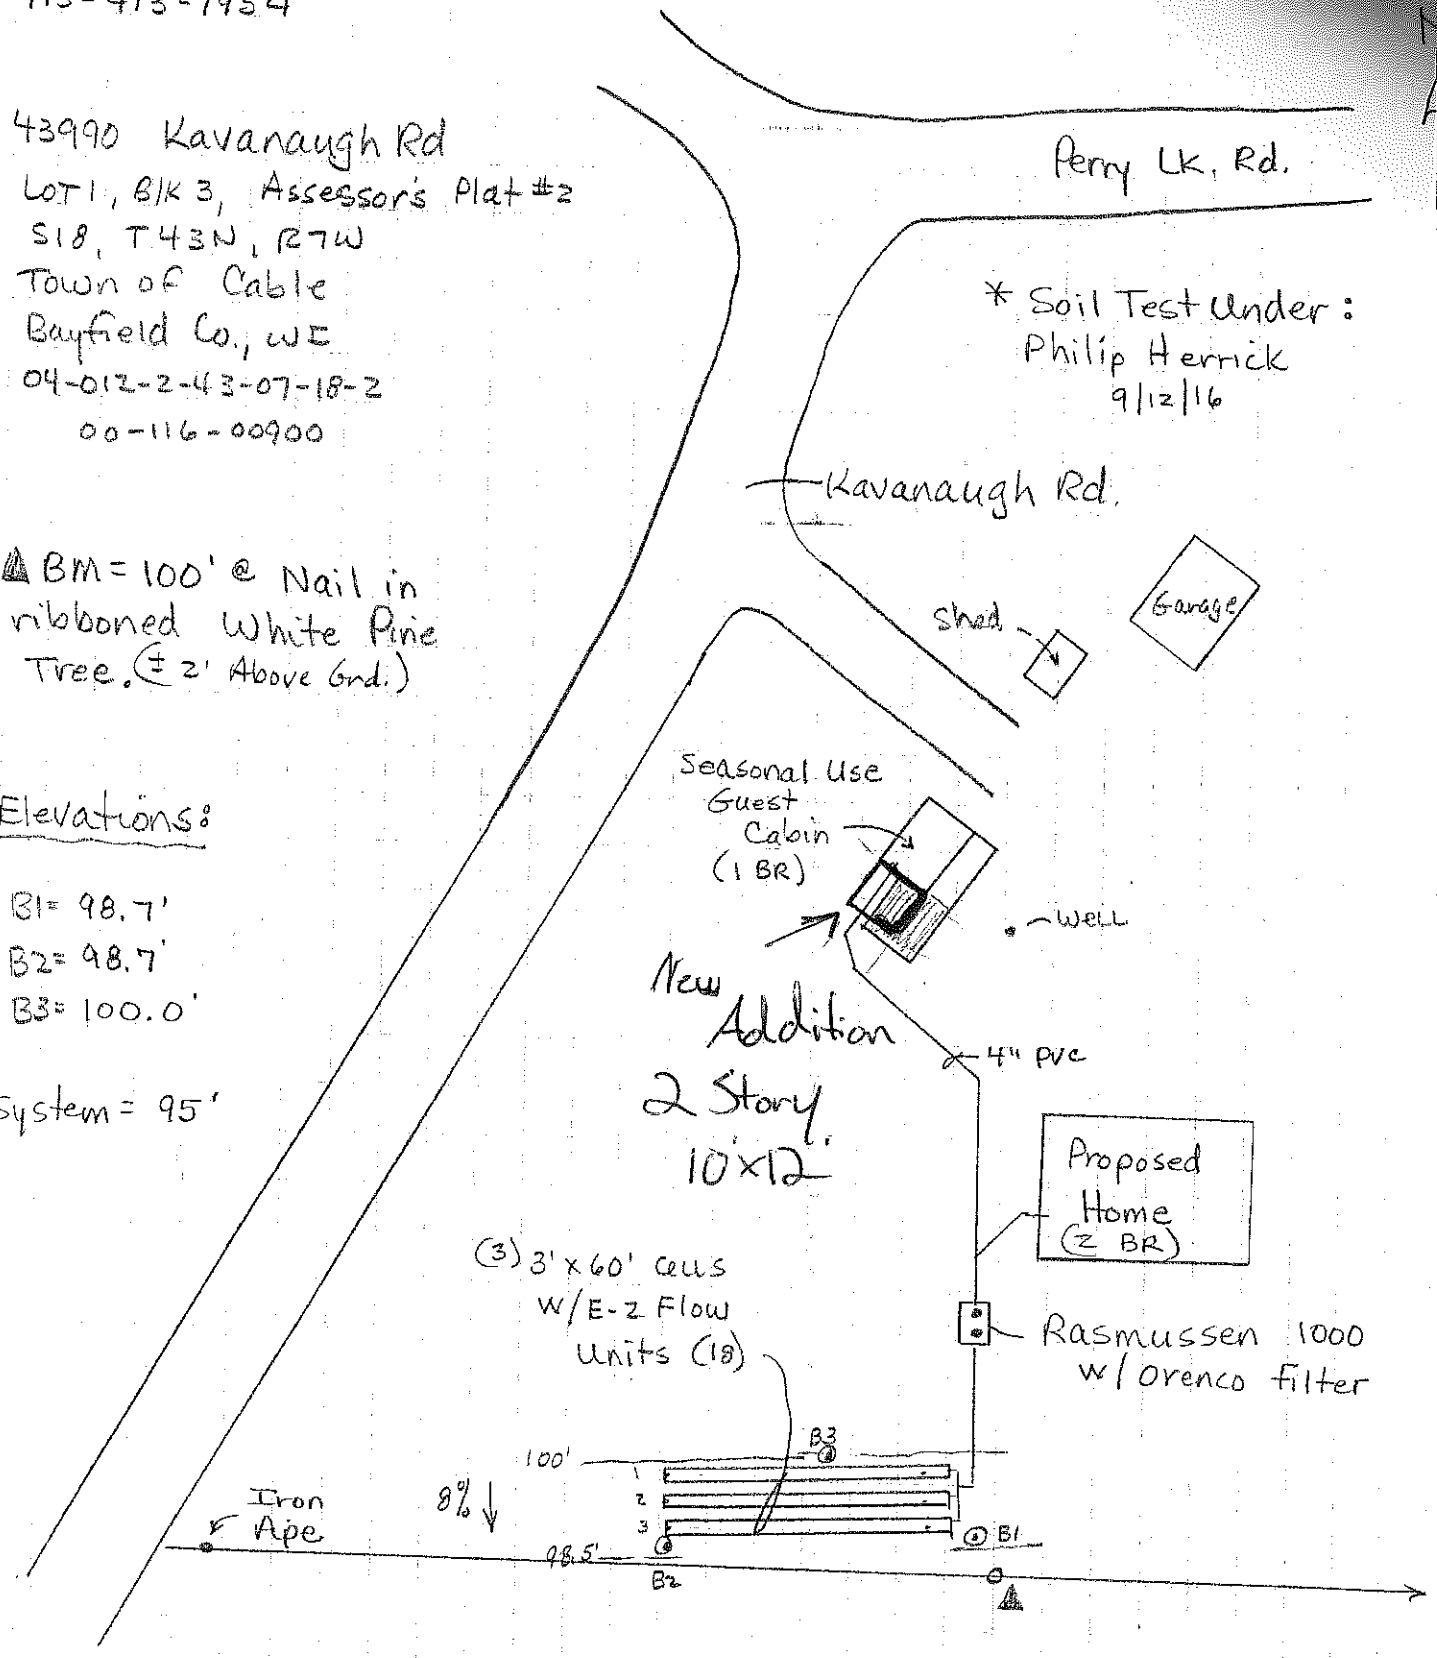 43990 Kavanaugh Rd
LOT 1, Blk 3, Assessor's Plat #2
S18, T43N, R7W
Town of Cable
Bayfield Co., WI
04-012-2-43-07-18-2
00-116-00900
Perry Lk. Rd.
* Soil Test Under:
Philip Herrick
9/12/16
Kavanaugh Rd.
BM = 100' @ Nail in
ribboned White Pine
Tree. (± 2' Above Gnd.)
Shed
Garage
Elevations:
B1= 98.7'
B2= 98.7'
B3= 100.0'
System = 95'
Seasonal Use
Guest
Cabin
(1 BR)
WELL
New
Addition
2 Story
10'x12'
4" PVC
Proposed
Home
(2 BR)
(3) 3'x60' Cells
W/E-Z Flow
Units (18)
Rasmussen 1000
W/Orenco filter
B3
100'
1
2
3
8%
Iron
Pipe
B1
98.5'
B2